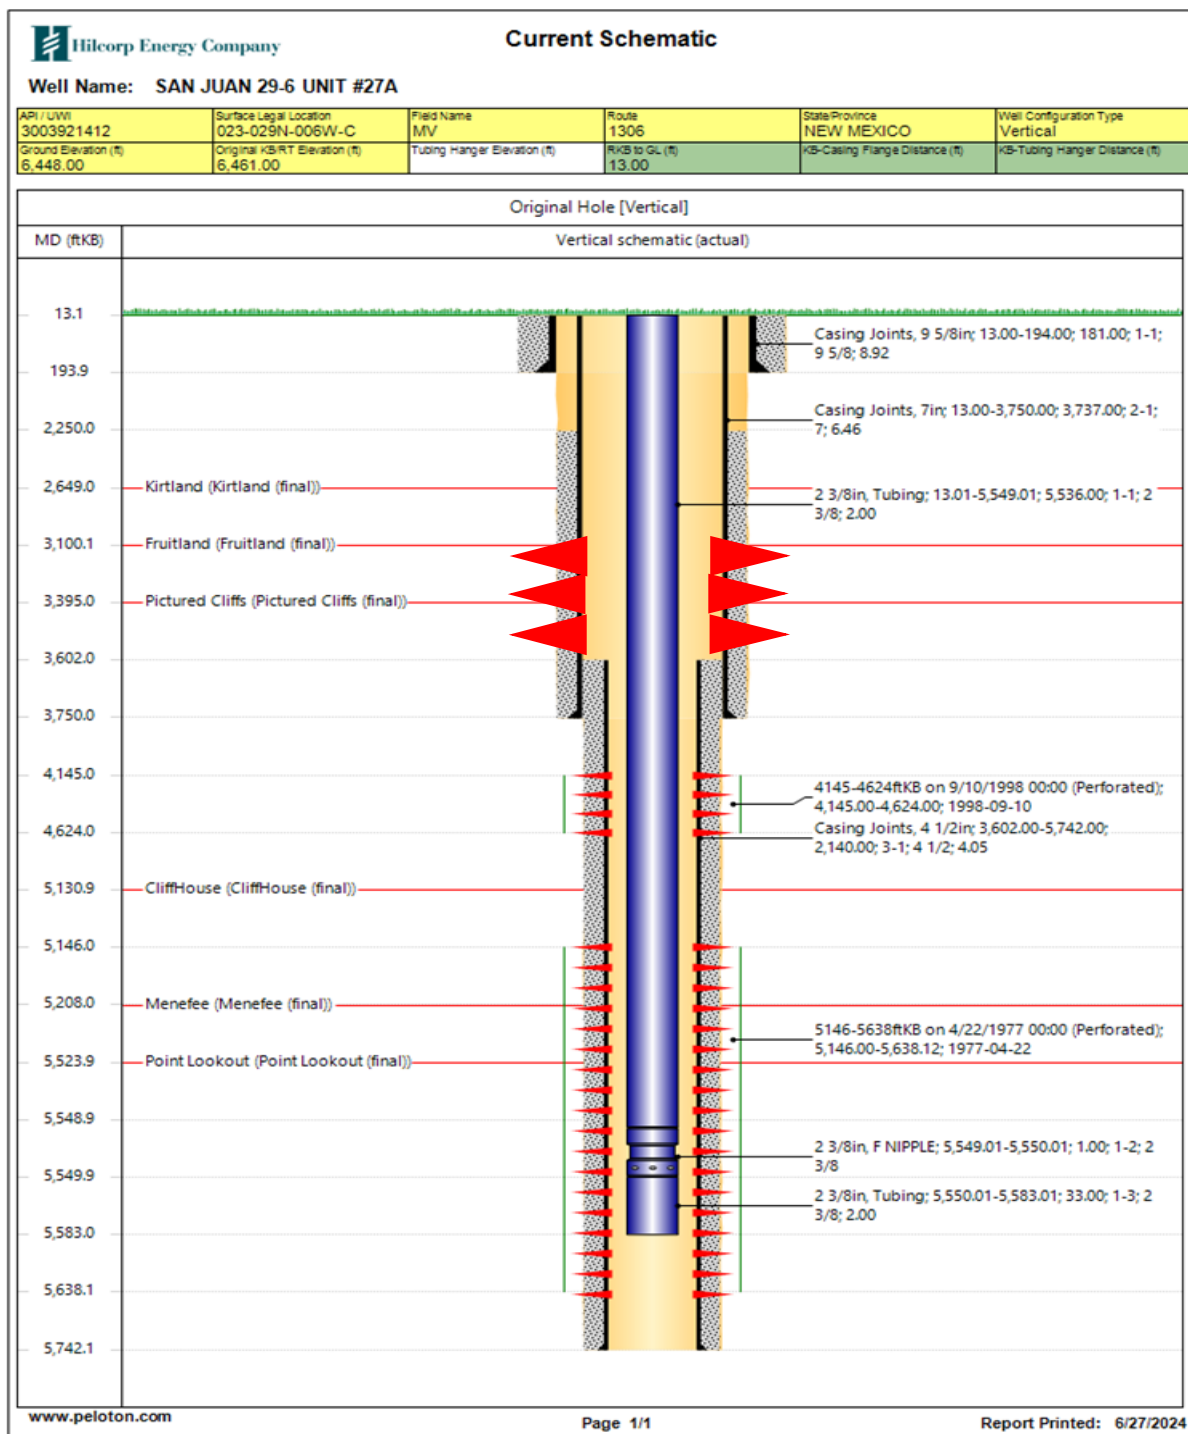 Hilcorp Energy Company
Current Schematic
Well Name: SAN JUAN 29-6 UNIT #27A
API / UWI
3003921412
Surface Legal Location
023-029N-006W-C
Field Name
MV
Route
1306
State/Province
NEW MEXICO
Well Configuration Type
Vertical
Ground Elevation (ft)
6,448.00
Original KB/RT Elevation (ft)
6,461.00
Tubing Hanger Elevation (ft)
RKB to GL (ft)
13.00
KB-Casing Flange Distance (ft)
KB-Tubing Hanger Distance (ft)
Original Hole [Vertical]
MD (ftKB)
Vertical schematic (actual)
13.1
Casing Joints, 9 5/8in; 13.00-194.00; 181.00; 1-1;
9 5/8; 8.92
193.9
Casing Joints, 7in; 13.00-3,750.00; 3,737.00; 2-1;
7; 6.46
2,250.0
2,649.0
Kirtland (Kirtland (final))
2 3/8in, Tubing; 13.01-5,549.01; 5,536.00; 1-1; 2
3/8; 2.00
3,100.1
Fruitland (Fruitland (final))
3,395.0
Pictured Cliffs (Pictured Cliffs (final))
3,602.0
3,750.0
4,145.0
4145-4624ftKB on 9/10/1998 00:00 (Perforated);
4,145.00-4,624.00; 1998-09-10
4,624.0
Casing Joints, 4 1/2in; 3,602.00-5,742.00;
2,140.00; 3-1; 4 1/2; 4.05
5,130.9
CliffHouse (CliffHouse (final))
5,146.0
5,208.0
Menefee (Menefee (final))
5146-5638ftKB on 4/22/1977 00:00 (Perforated);
5,146.00-5,638.12; 1977-04-22
5,523.9
Point Lookout (Point Lookout (final))
5,548.9
2 3/8in, F NIPPLE; 5,549.01-5,550.01; 1.00; 1-2; 2
3/8
5,549.9
2 3/8in, Tubing; 5,550.01-5,583.01; 33.00; 1-3; 2
3/8; 2.00
5,583.0
5,638.1
5,742.1
www.peloton.com
Page 1/1
Report Printed: 6/27/2024